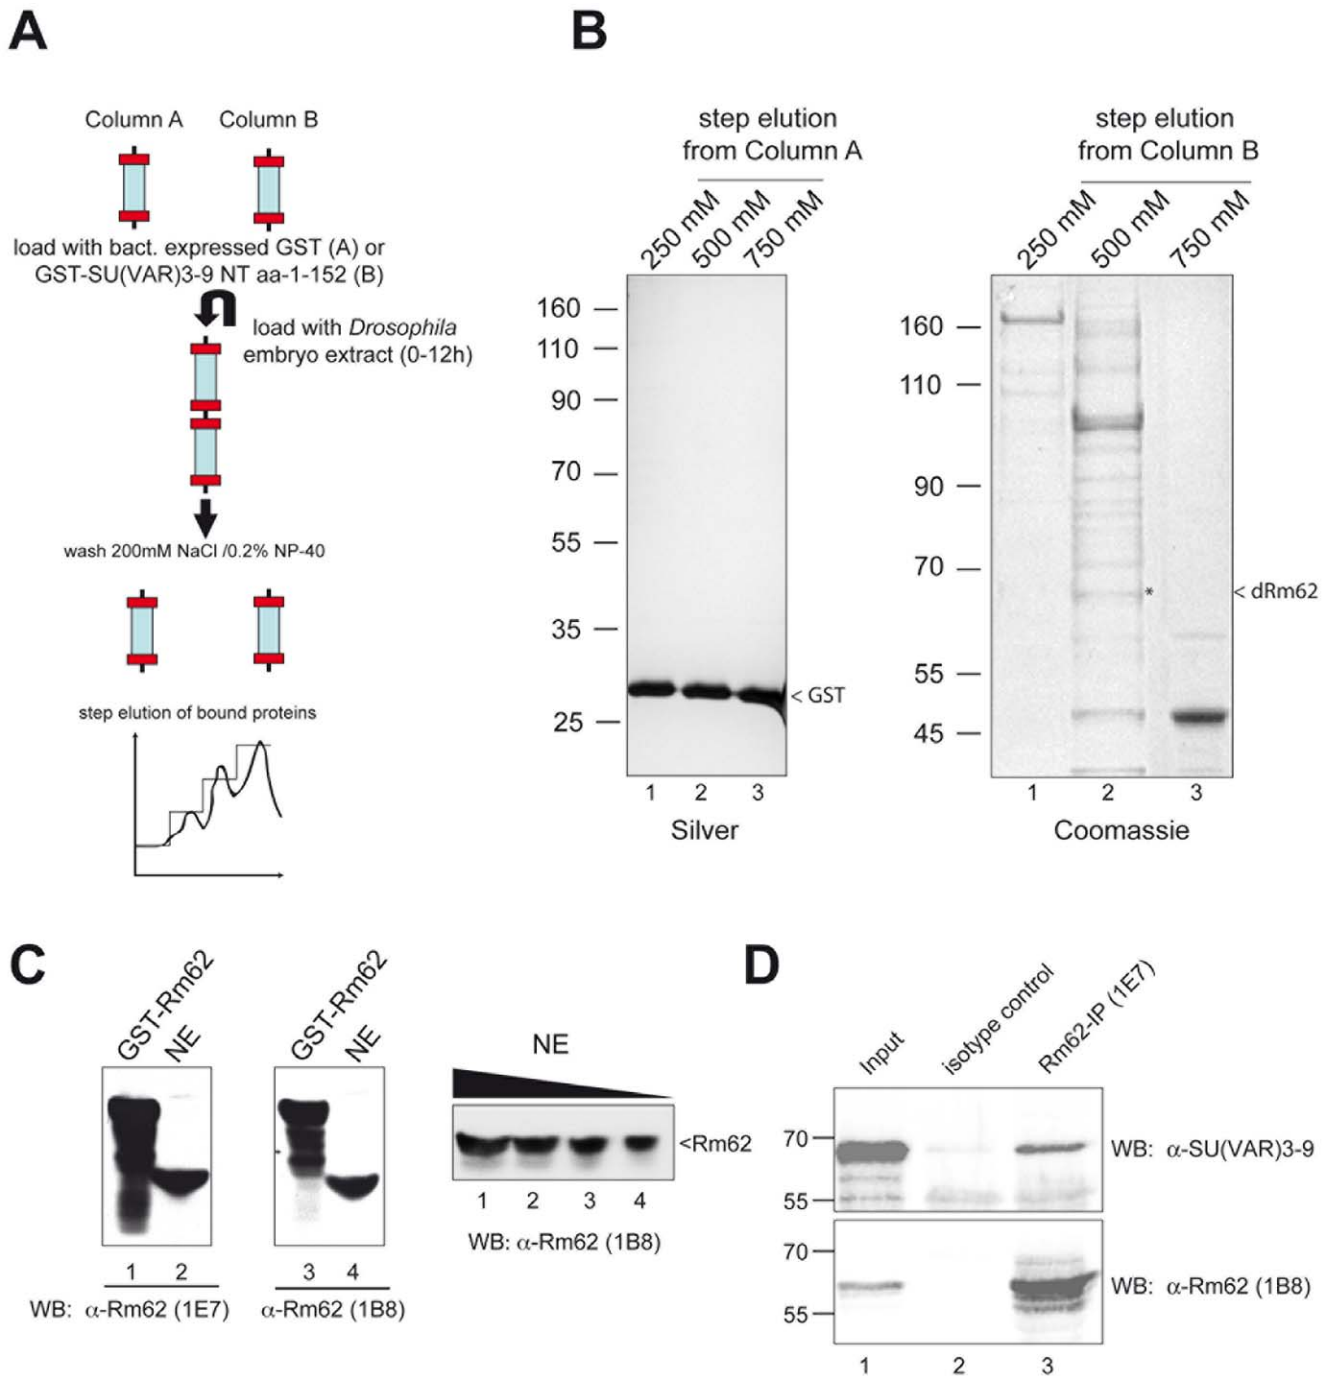 A
Column A
Column B
load with bact. expressed GST (A) or
GST-SU(VAR)3-9 NT aa-1-152 (B)
load with Drosophila
embryo extract (0-12h)
wash 200mM NaCl /0.2% NP-40
step elution of bound proteins
B
step elution
from Column A
250 mM
500 mM
750 mM
160
110
90
70
55
35
25
< GST
1 2 3
Silver
step elution
from Column B
250 mM
500 mM
750 mM
160
110
90
70
55
45
*
< dRm62
1 2 3
Coomassie
C
GST-Rm62
NE
1 2
GST-Rm62
NE
3 4
WB: α-Rm62 (1E7)
α-Rm62 (1B8)
NE
<Rm62
1 2 3 4
WB: α-Rm62 (1B8)
D
Input
isotype control
Rm62-IP (1E7)
70
55
WB: α-SU(VAR)3-9
70
55
WB: α-Rm62 (1B8)
1 2 3